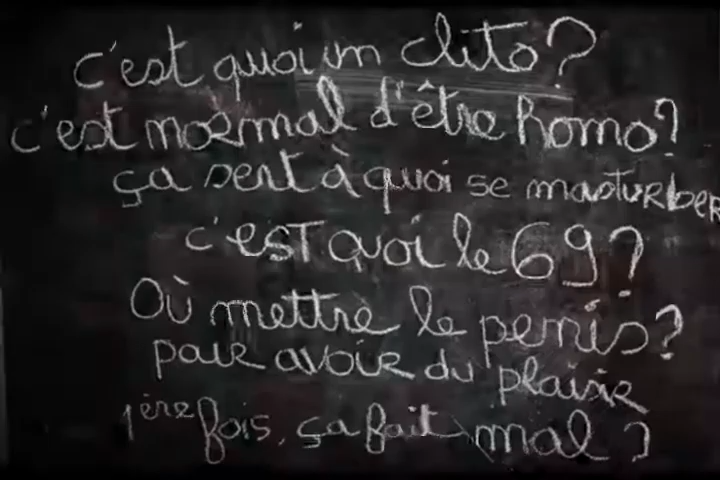 c'est quoi un clito ?
c'est normal d'être homo ?
ça sert à quoi se masturber
c'est quoi le 69 ?
Où mettre le penis ?
pour avoir du plaisir
1ère fois, ça fait mal ?